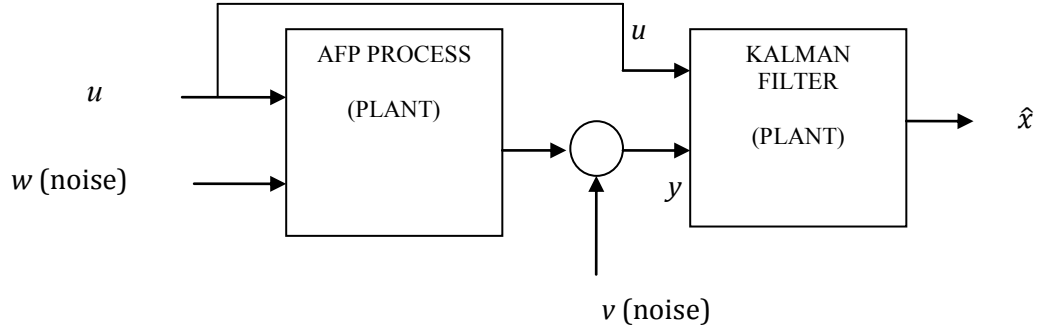 u
AFP PROCESS
(PLANT)
u
KALMAN
FILTER
(PLANT)
x̂
w (noise)
y
v (noise)